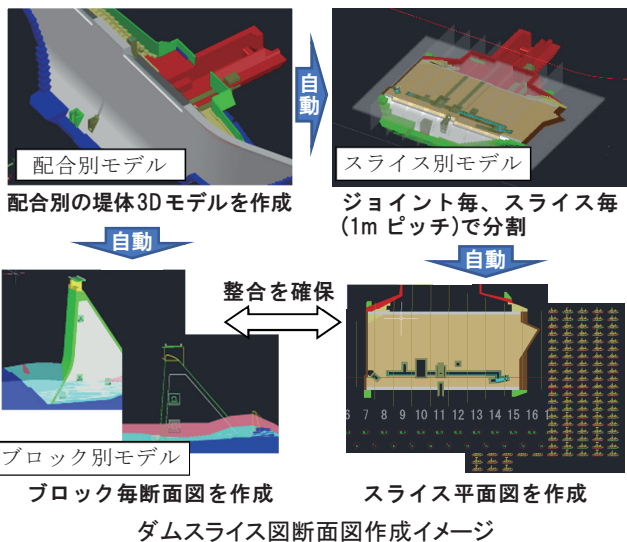 自動
配合別モデル
スライス別モデル
配合別の堤体3Dモデルを作成
ジョイント毎、スライス毎
(1m ピッチ)で分割
自動
自動
整合を確保
7 8 9 10 11 12 13 14 15 16
ブロック別モデル
ブロック毎断面図を作成
スライス平面図を作成
ダムスライス図断面図作成イメージ